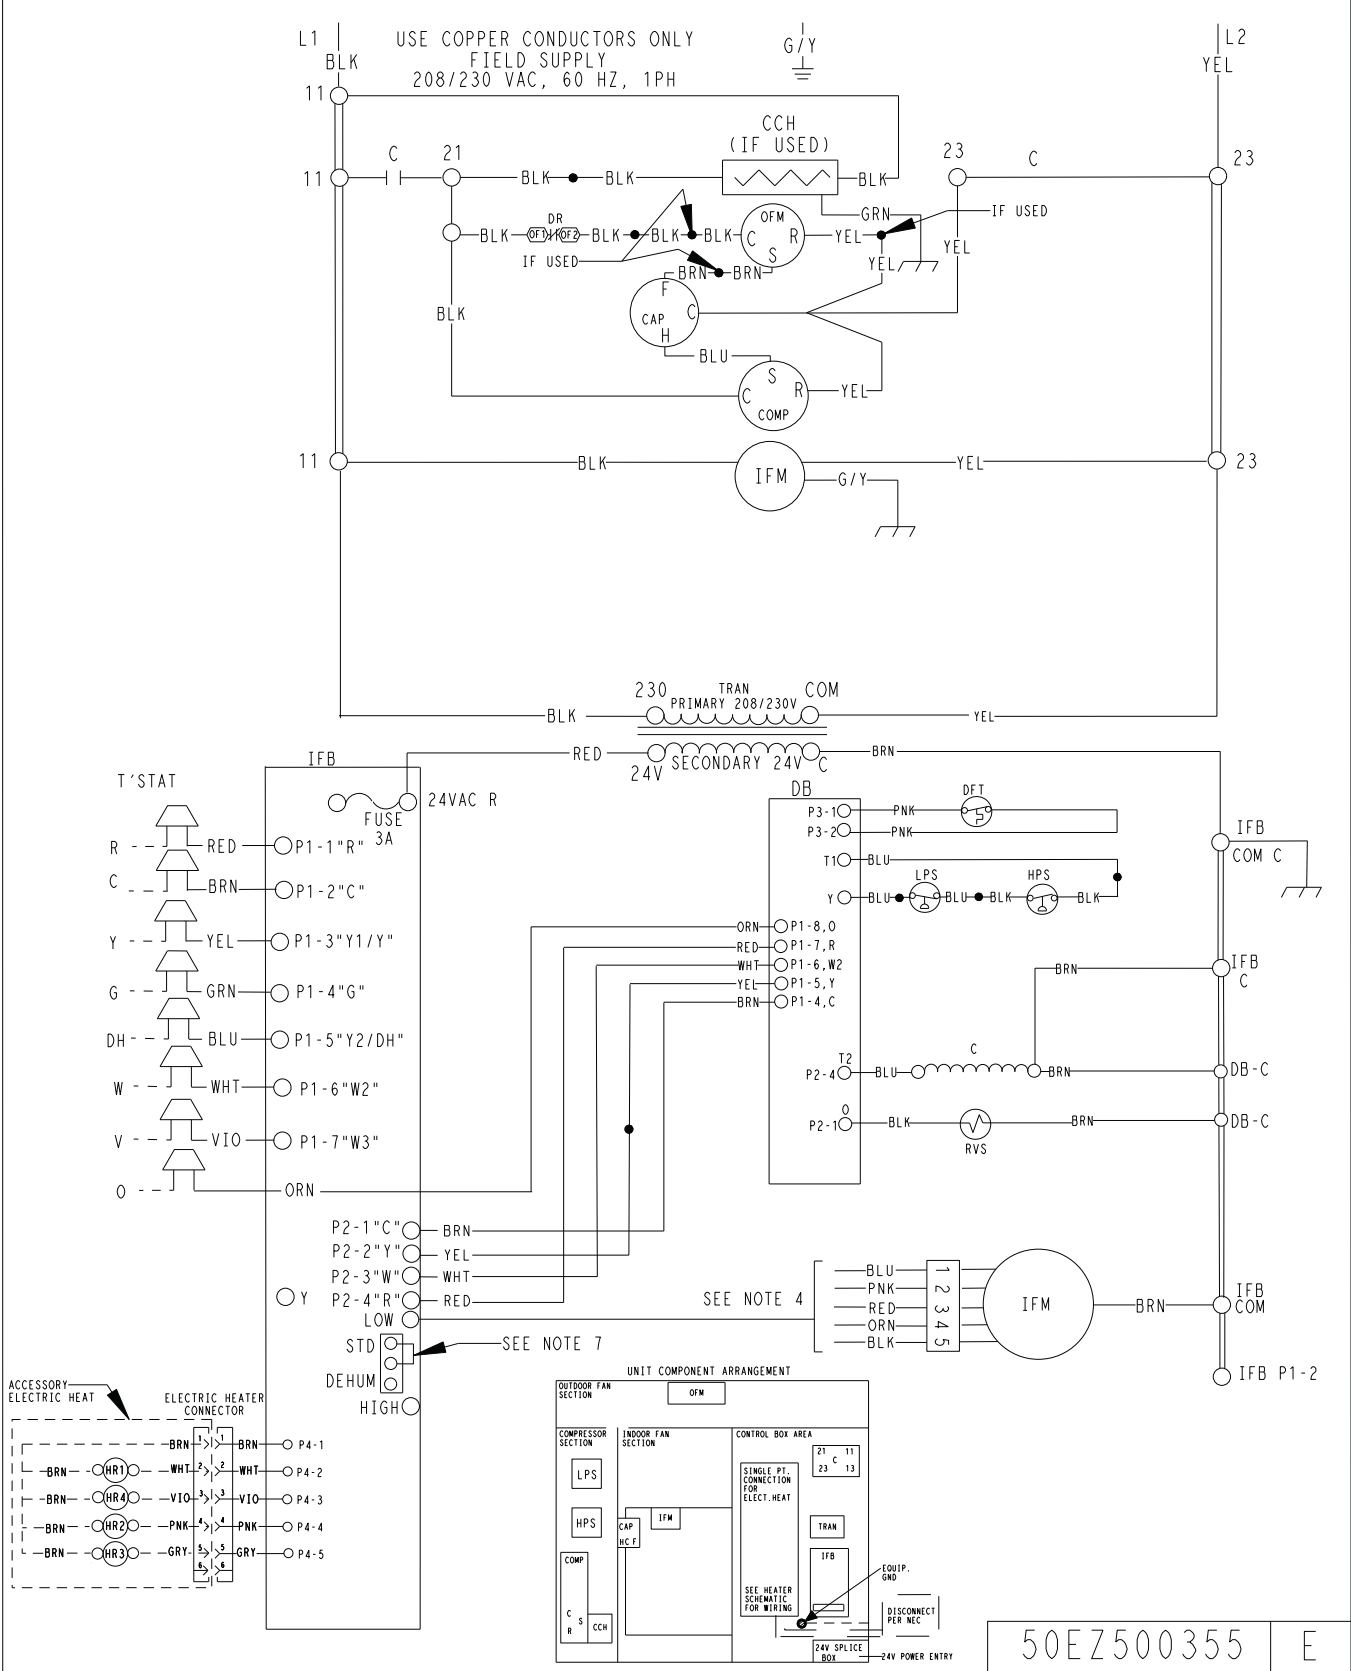 L1
BLK
USE COPPER CONDUCTORS ONLY
FIELD SUPPLY
208/230 VAC, 60 HZ, 1PH
G/Y
L2
YEL
11
CCH
(IF USED)
11
C
21
BLK
BLK
BLK
23
C
23
GRN
IF USED
BLK
DR
OF1
OF2
BLK
BLK
BLK
OFM
C
R
S
YEL
YEL
YEL
IF USED
BRN
BRN
F
CAP
C
H
BLK
BLU
S
C
R
COMP
YEL
11
BLK
IFM
YEL
23
G/Y
230
TRAN
PRIMARY 208/230V
COM
BLK
YEL
RED
24V
SECONDARY 24V
C
BRN
T'STAT
IFB
FUSE
3A
24VAC R
R
RED
P1-1"R"
C
BRN
P1-2"C"
Y
YEL
P1-3"Y1/Y"
G
GRN
P1-4"G"
DH
BLU
P1-5"Y2/DH"
W
WHT
P1-6"W2"
V
VIO
P1-7"W3"
O
ORN
DB
P3-1
PNK
DFT
P3-2
PNK
T1
BLU
LPS
HPS
Y
BLU
BLU
BLK
BLK
ORN
P1-8,O
RED
P1-7,R
WHT
P1-6,W2
YEL
P1-5,Y
BRN
P1-4,C
IFB
COM C
IFB
C
BRN
T2
P2-4
BLU
C
BRN
DB-C
O
P2-1
BLK
RVS
BRN
DB-C
P2-1"C"
BRN
P2-2"Y"
YEL
P2-3"W"
WHT
Y
P2-4"R"
RED
LOW
STD
DEHUM
HIGH
SEE NOTE 7
SEE NOTE 4
BLU
PNK
RED
ORN
BLK
1
2
3
4
5
IFM
BRN
IFB
COM
IFB P1-2
ACCESSORY
ELECTRIC HEAT
ELECTRIC HEATER
CONNECTOR
BRN
1
1
BRN
P4-1
BRN
HR1
WHT
2
2
WHT
P4-2
BRN
HR4
VIO
3
3
VIO
P4-3
BRN
HR2
PNK
4
4
PNK
P4-4
BRN
HR3
GRY
5
5
GRY
P4-5
6
6
UNIT COMPONENT ARRANGEMENT
OUTDOOR FAN
SECTION
OFM
COMPRESSOR
SECTION
INDOOR FAN
SECTION
CONTROL BOX AREA
LPS
HPS
COMP
C
S
R
CCH
CAP
HC F
IFM
SINGLE PT.
CONNECTION
FOR
ELECT.HEAT
SEE HEATER
SCHEMATIC
FOR WIRING
21
11
C
23
13
TRAN
IFB
EQUIP.
GND
DISCONNECT
PER NEC
24V SPLICE
BOX
24V POWER ENTRY
50EZ500355
E